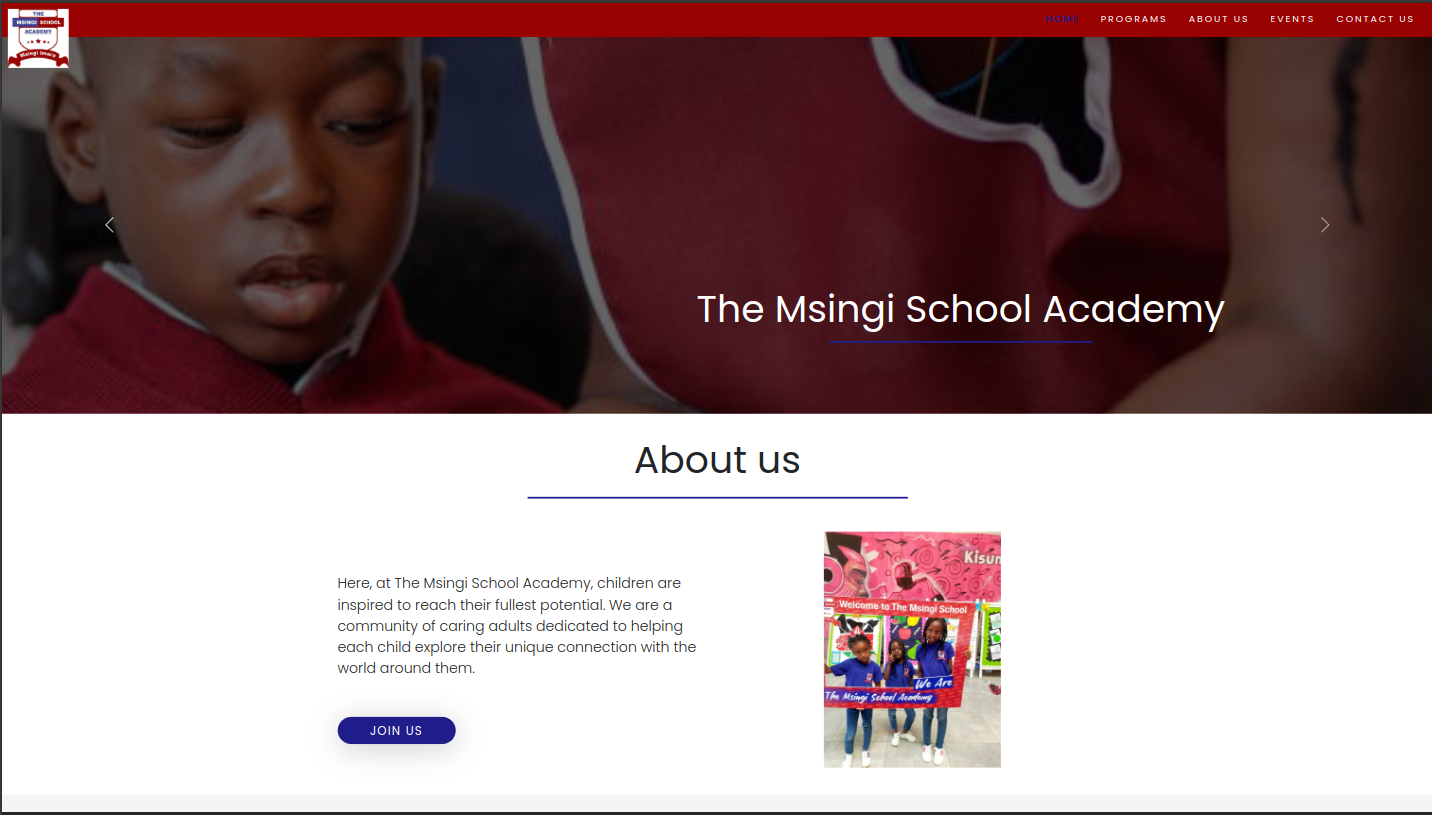 THE
MSINGI SCHOOL
ACADEMY
Msingi Imara
HOME PROGRAMS ABOUT US EVENTS CONTACT US
The Msingi School Academy
About us
Here, at The Msingi School Academy, children are
inspired to reach their fullest potential. We are a
community of caring adults dedicated to helping
each child explore their unique connection with the
world around them.
JOIN US
Kisum
Welcome to The Msingi School
We Are
The Msingi School Academy